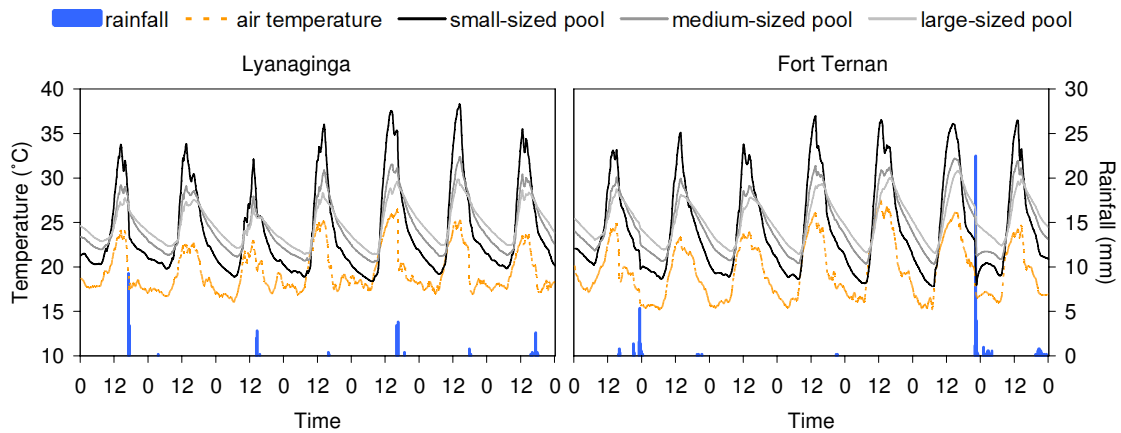 rainfall air temperature small-sized pool medium-sized pool large-sized pool
Lyanaginga Fort Ternan
40 30
35 25
30 20
25 15
20 10
15 5
10 0
Temperature (˚C)
Rainfall (mm)
0 12 0 12 0 12 0 12 0 12 0 12 0 12 0 0 12 0 12 0 12 0 12 0 12 0 12 0 12 0
Time Time